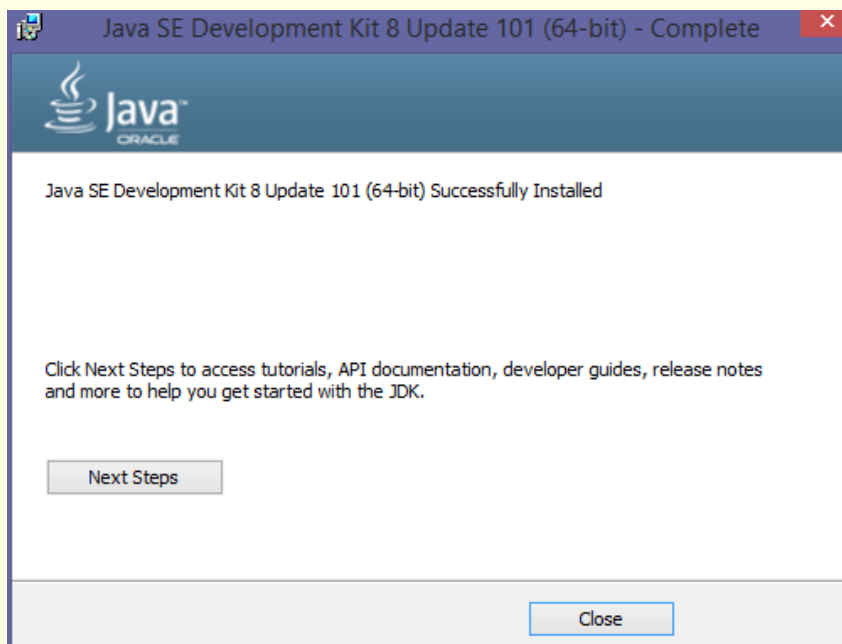 Java SE Development Kit 8 Update 101 (64-bit) - Complete
Java™
ORACLE
Java SE Development Kit 8 Update 101 (64-bit) Successfully Installed
Click Next Steps to access tutorials, API documentation, developer guides, release notes
and more to help you get started with the JDK.
Next Steps
Close